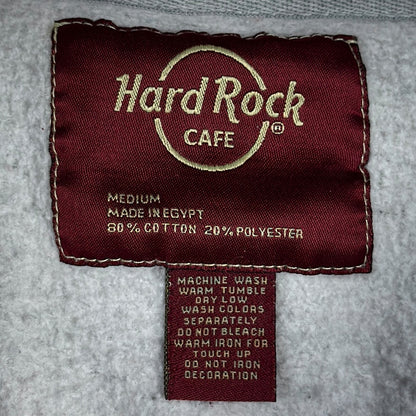 Hard Rock
CAFE ®
MEDIUM
MADE IN EGYPT
80% COTTON 20% POLYESTER
MACHINE WASH
WARM TUMBLE
DRY LOW
WASH COLORS
SEPARATELY
DO NOT BLEACH
WARM IRON FOR
TOUCH UP
DO NOT IRON
DECORATION